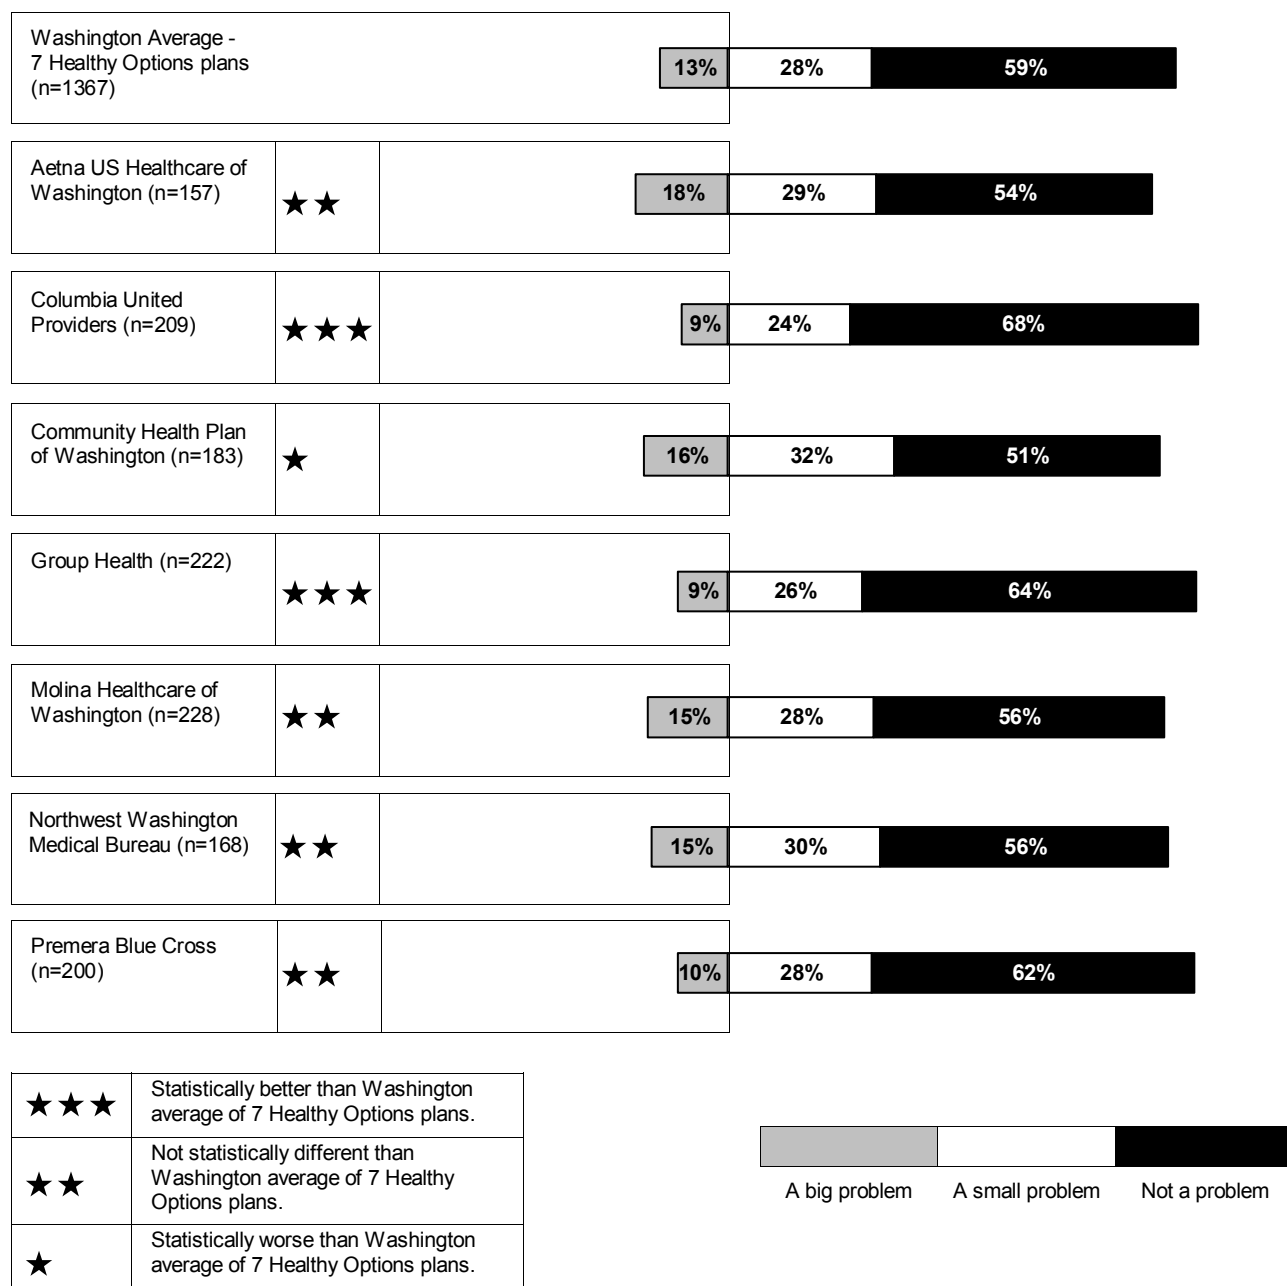 Washington Average -
7 Healthy Options plans
(n=1367)
13% 28% 59%
Aetna US Healthcare of
Washington (n=157)
★★
18% 29% 54%
Columbia United
Providers (n=209)
★★★
9% 24% 68%
Community Health Plan
of Washington (n=183)
★
16% 32% 51%
Group Health (n=222)
★★★
9% 26% 64%
Molina Healthcare of
Washington (n=228)
★★
15% 28% 56%
Northwest Washington
Medical Bureau (n=168)
★★
15% 30% 56%
Premera Blue Cross
(n=200)
★★
10% 28% 62%
★★★
Statistically better than Washington
average of 7 Healthy Options plans.
★★
Not statistically different than
Washington average of 7 Healthy
Options plans.
★
Statistically worse than Washington
average of 7 Healthy Options plans.
A big problem A small problem Not a problem